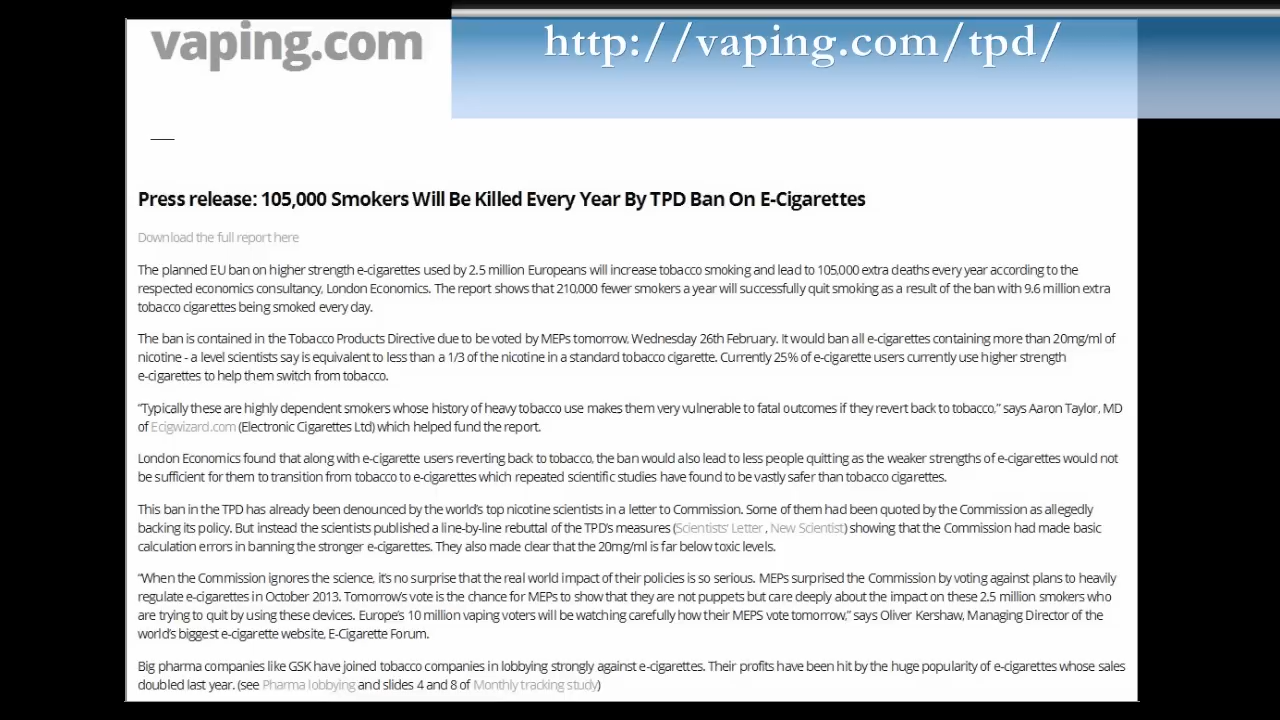 vaping.com
http://vaping.com/tpd/
Press release: 105,000 Smokers Will Be Killed Every Year By TPD Ban On E-Cigarettes
Download the full report here
The planned EU ban on higher strength e-cigarettes used by 2.5 million Europeans will increase tobacco smoking and lead to 105,000 extra deaths every year according to the
respected economics consultancy, London Economics. The report shows that 210,000 fewer smokers a year will successfully quit smoking as a result of the ban with 9.6 million extra
tobacco cigarettes being smoked every day.
The ban is contained in the Tobacco Products Directive due to be voted by MEPs tomorrow, Wednesday 26th February. It would ban all e-cigarettes containing more than 20mg/ml of
nicotine - a level scientists say is equivalent to less than a 1/3 of the nicotine in a standard tobacco cigarette. Currently 25% of e-cigarette users currently use higher strength
e-cigarettes to help them switch from tobacco.
"Typically these are highly dependent smokers whose history of heavy tobacco use makes them very vulnerable to fatal outcomes if they revert back to tobacco," says Aaron Taylor, MD
of Ecigwizard.com (Electronic Cigarettes Ltd) which helped fund the report.
London Economics found that along with e-cigarette users reverting back to tobacco, the ban would also lead to less people quitting as the weaker strengths of e-cigarettes would not
be sufficient for them to transition from tobacco to e-cigarettes which repeated scientific studies have found to be vastly safer than tobacco cigarettes.
This ban in the TPD has already been denounced by the world's top nicotine scientists in a letter to Commission. Some of them had been quoted by the Commission as allegedly
backing its policy. But instead the scientists published a line-by-line rebuttal of the TPD's measures (Scientists' Letter , New Scientist) showing that the Commission had made basic
calculation errors in banning the stronger e-cigarettes. They also made clear that the 20mg/ml is far below toxic levels.
"When the Commission ignores the science, it's no surprise that the real world impact of their policies is so serious. MEPs surprised the Commission by voting against plans to heavily
regulate e-cigarettes in October 2013. Tomorrow's vote is the chance for MEPs to show that they are not puppets but care deeply about the impact on these 2.5 million smokers who
are trying to quit by using these devices. Europe's 10 million vaping voters will be watching carefully how their MEPS vote tomorrow," says Oliver Kershaw, Managing Director of the
world's biggest e-cigarette website, E-Cigarette Forum.
Big pharma companies like GSK have joined tobacco companies in lobbying strongly against e-cigarettes. Their profits have been hit by the huge popularity of e-cigarettes whose sales
doubled last year. (see Pharma lobbying and slides 4 and 8 of Monthly tracking study)